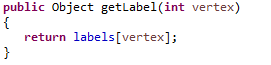 public Object getLabel(int vertex)
{
   return labels[vertex];
}